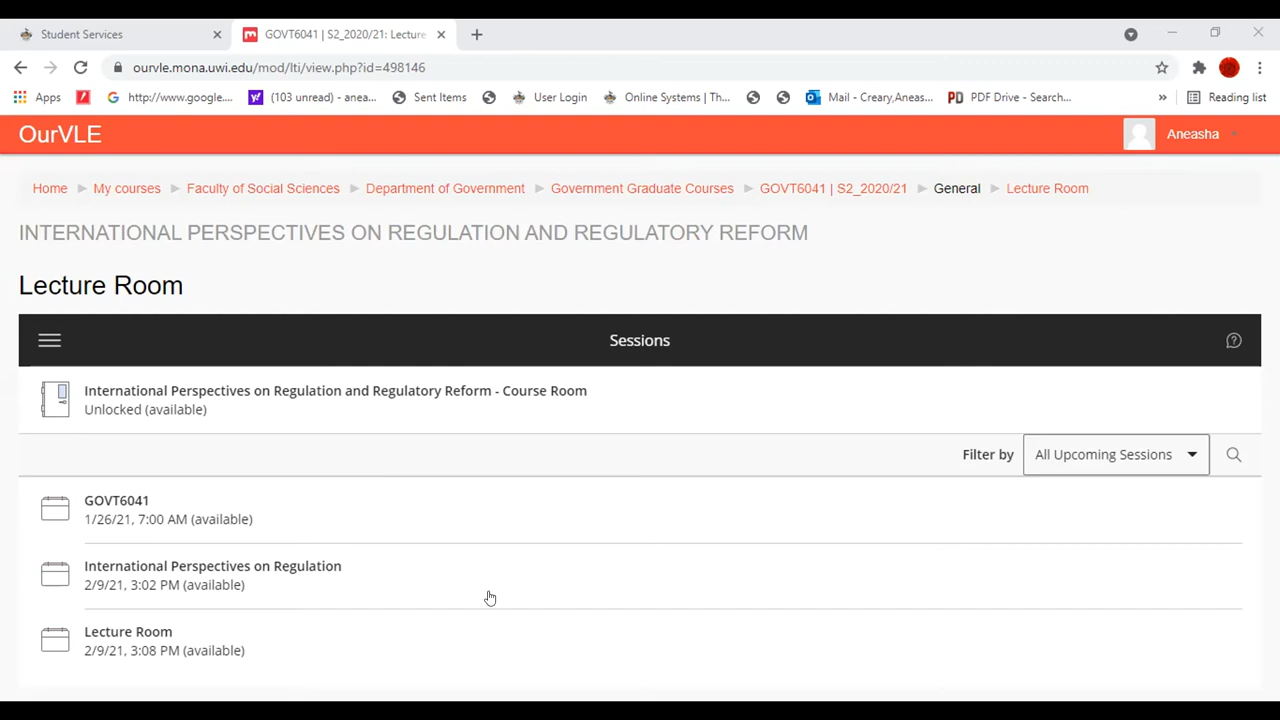 Student Services
GOVT6041 | S2_2020/21: Lecture
ourvle.mona.uwi.edu/mod/lti/view.php?id=498146
Apps http://www.google.... (103 unread) - anea... Sent Items User Login Online Systems | Th... Mail - Creary,Aneas... PD PDF Drive - Search... » Reading list
OurVLE Aneasha
Home My courses Faculty of Social Sciences Department of Government Government Graduate Courses GOVT6041 | S2_2020/21 General Lecture Room
INTERNATIONAL PERSPECTIVES ON REGULATION AND REGULATORY REFORM
Lecture Room
Sessions
International Perspectives on Regulation and Regulatory Reform - Course Room
Unlocked (available)
Filter by All Upcoming Sessions
GOVT6041
1/26/21, 7:00 AM (available)
International Perspectives on Regulation
2/9/21, 3:02 PM (available)
Lecture Room
2/9/21, 3:08 PM (available)